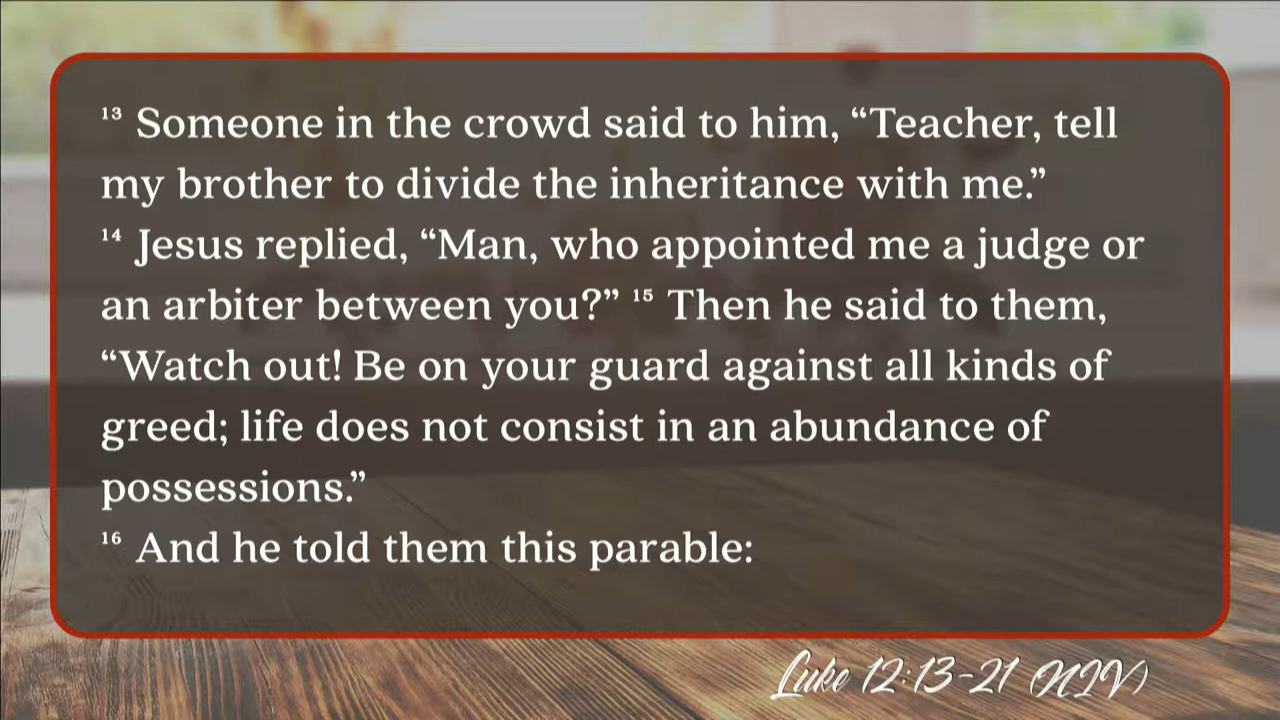 ¹³ Someone in the crowd said to him, “Teacher, tell
my brother to divide the inheritance with me.”
¹⁴ Jesus replied, “Man, who appointed me a judge or
an arbiter between you?” ¹⁵ Then he said to them,
“Watch out! Be on your guard against all kinds of
greed; life does not consist in an abundance of
possessions.”
¹⁶ And he told them this parable:
Luke 12:13-21 (NIV)